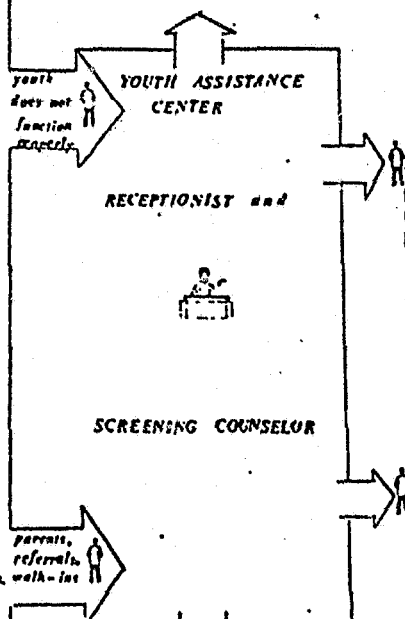 youth
does not
function
properly
YOUTH ASSISTANCE
CENTER
RECEPTIONIST and
SCREENING COUNSELOR
parents,
referrals,
walk-ins